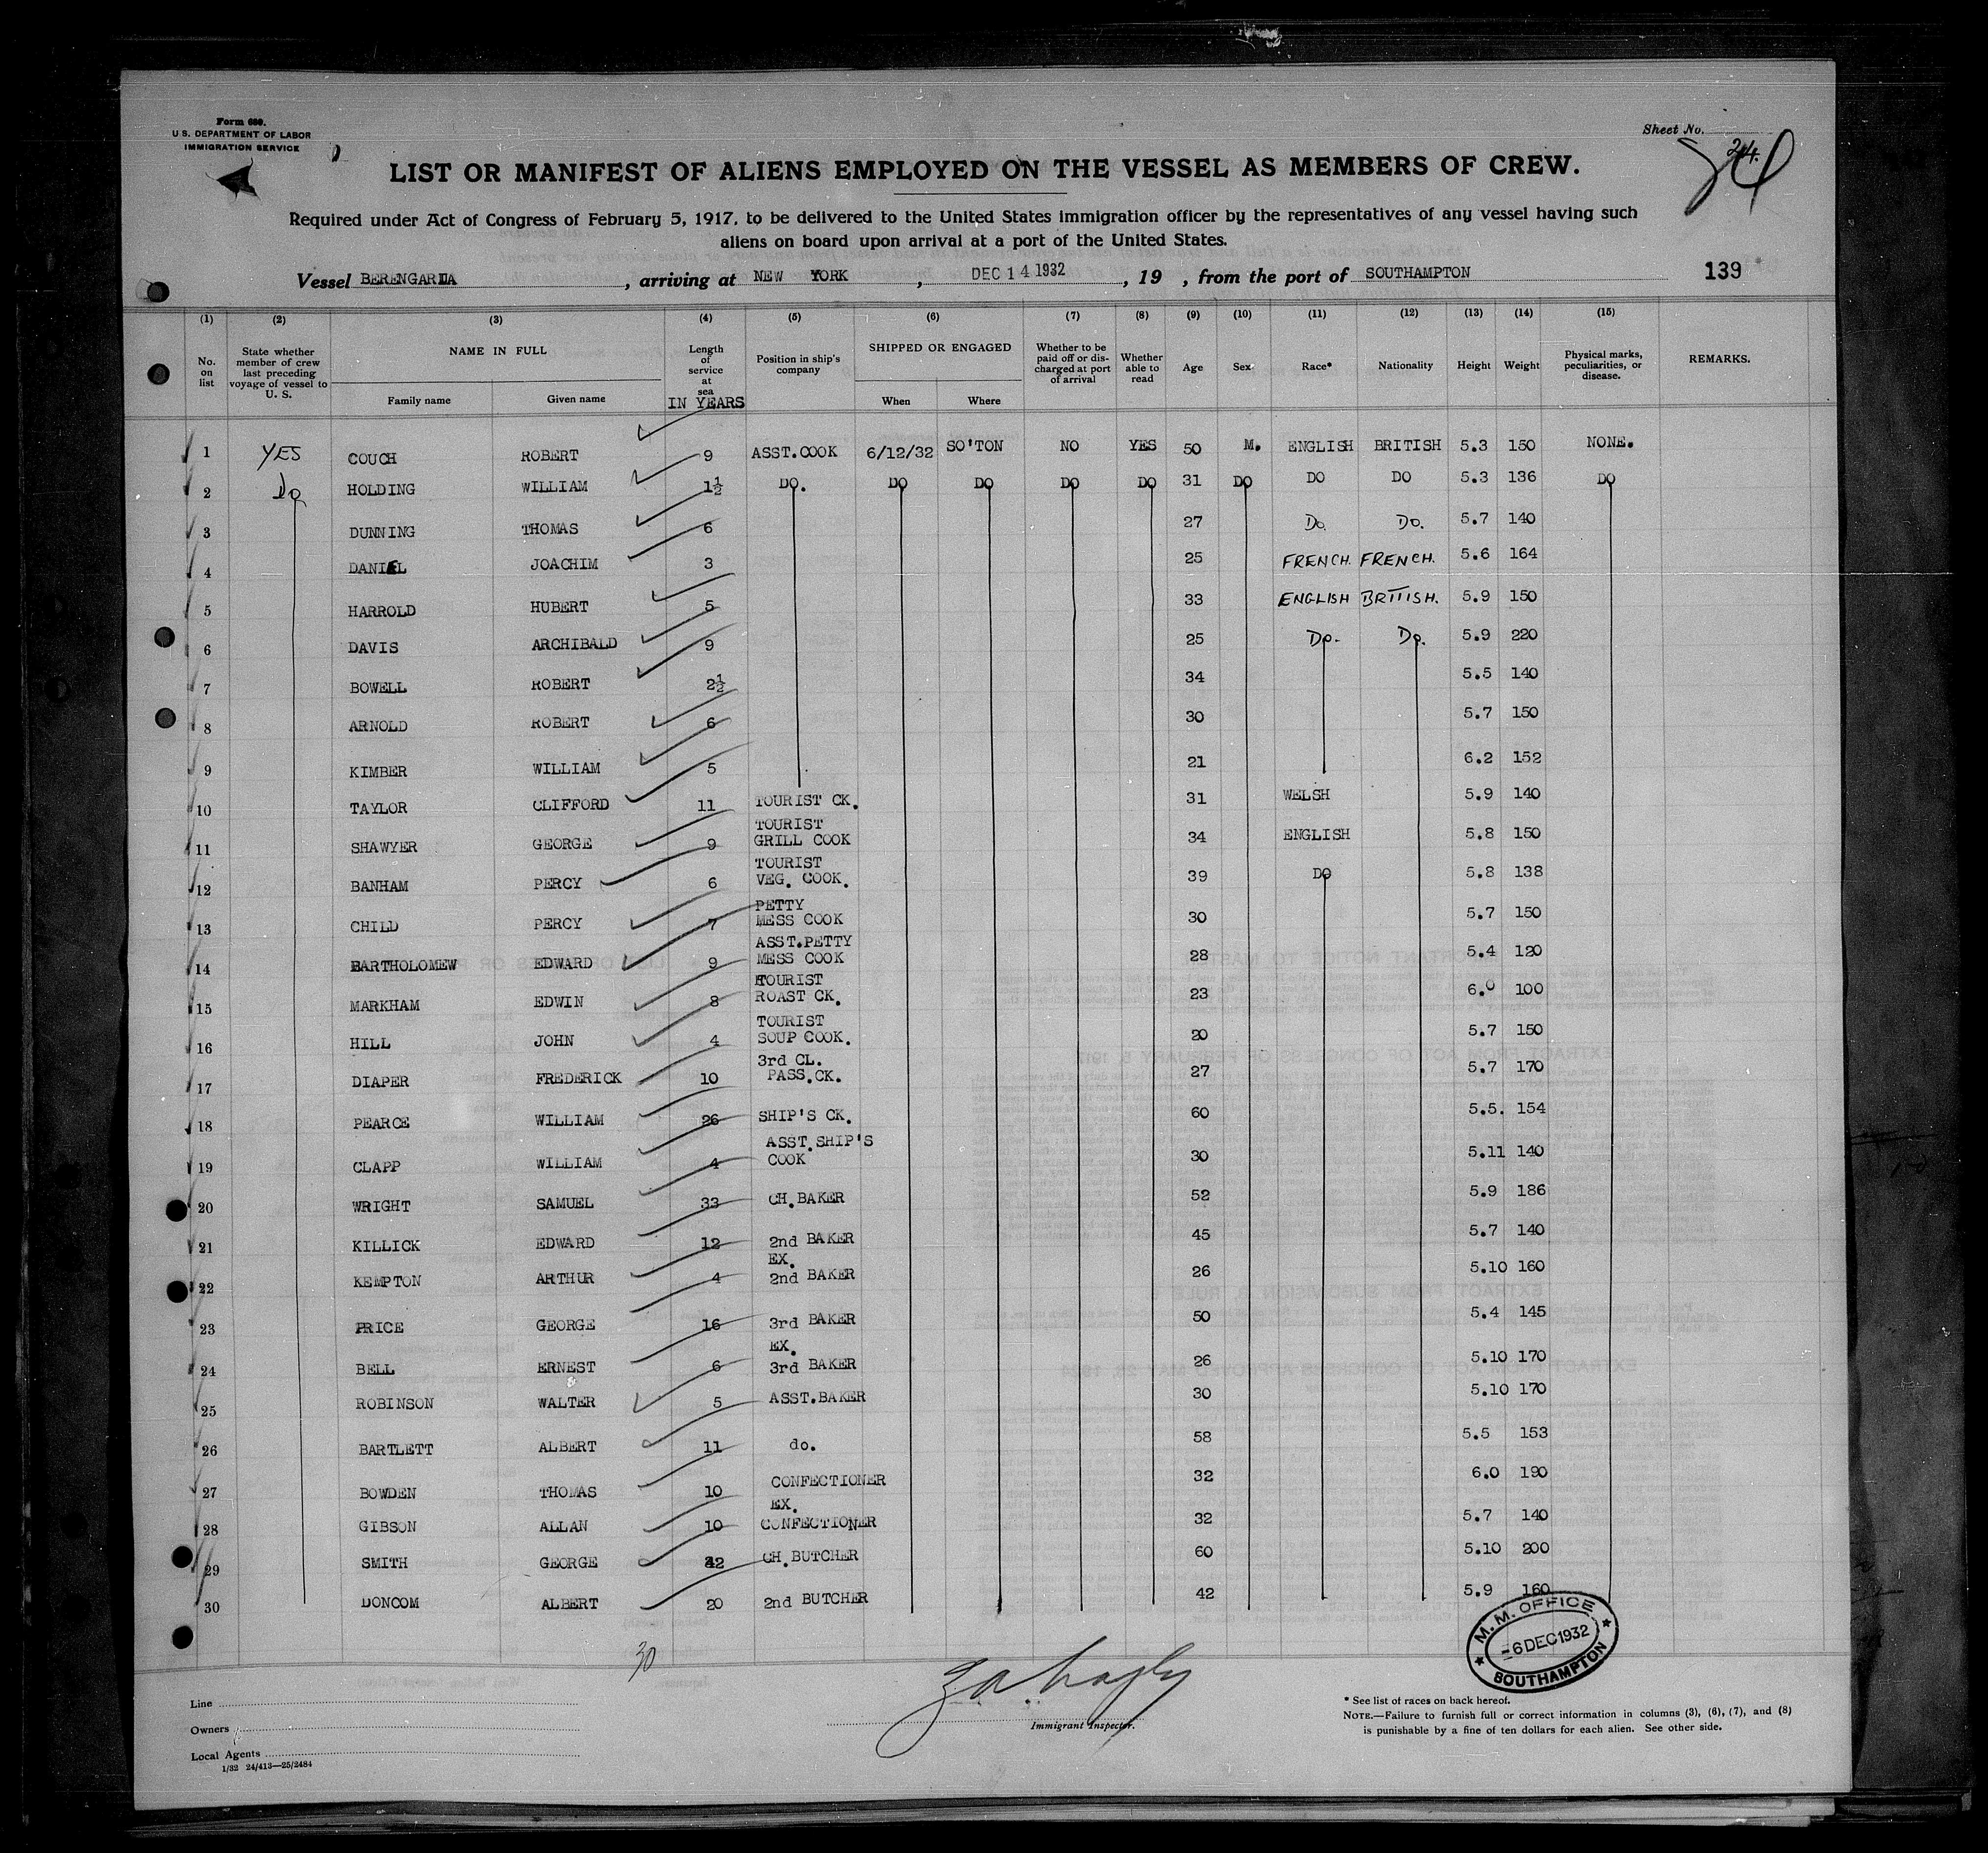 Form 680.
U. S. DEPARTMENT OF LABOR
IMMIGRATION SERVICE
Sheet No.
24.
84
LIST OR MANIFEST OF ALIENS EMPLOYED ON THE VESSEL AS MEMBERS OF CREW.
Required under Act of Congress of February 5, 1917, to be delivered to the United States immigration officer by the representatives of any vessel having such
aliens on board upon arrival at a port of the United States.
Vessel BERENGARIA, arriving at NEW YORK, DEC 14 1932, 19 , from the port of SOUTHAMPTON 139
(1) (2) (3) (4) (5) (6) (7) (8) (9) (10) (11) (12) (13) (14) (15)
No. on list | State whether member of crew last preceding voyage of vessel to U. S. | NAME IN FULL Family name Given name | Length of service at sea IN YEARS | Position in ship's company | SHIPPED OR ENGAGED When Where | Whether to be paid off or discharged at port of arrival | Whether able to read | Age | Sex | Race* | Nationality | Height | Weight | Physical marks, peculiarities, or disease. | REMARKS.
1 YES COUCH ROBERT 9 ASST.COOK 6/12/32 SO'TON NO YES 50 M. ENGLISH BRITISH 5.3 150 NONE.
2 Do HOLDING WILLIAM 1½ DO. DO DO DO DO 31 DO DO DO 5.3 136 DO
3 DUNNING THOMAS 6 27 Do. Do. 5.7 140
4 DANIEL JOACHIM 3 25 FRENCH. FRENCH. 5.6 164
5 HARROLD HUBERT 5 33 ENGLISH BRITISH. 5.9 150
6 DAVIS ARCHIBALD 9 25 Do. Do. 5.9 220
7 BOWELL ROBERT 2½ 34 5.5 140
8 ARNOLD ROBERT 6 30 5.7 150
9 KIMBER WILLIAM 5 21 6.2 152
10 TAYLOR CLIFFORD 11 TOURIST CK. 31 WELSH 5.9 140
11 SHAWYER GEORGE 9 TOURIST GRILL COOK 34 ENGLISH 5.8 150
12 BANHAM PERCY 6 TOURIST VEG. COOK. 39 DO 5.8 138
13 CHILD PERCY 7 PETTY MESS COOK 30 5.7 150
14 BARTHOLOMEW EDWARD 9 ASST.PETTY MESS COOK 28 5.4 120
15 MARKHAM EDWIN 8 TOURIST ROAST CK. 23 6.0 100
16 HILL JOHN 4 TOURIST SOUP COOK. 20 5.7 150
17 DIAPER FREDERICK 10 3rd CL. PASS.CK. 27 5.7 170
18 PEARCE WILLIAM 26 SHIP'S CK. 60 5.5. 154
19 CLAPP WILLIAM 4 ASST.SHIP'S COOK 30 5.11 140
20 WRIGHT SAMUEL 33 CH.BAKER 52 5.9 186
21 KILLICK EDWARD 12 2nd BAKER 45 5.7 140
22 KEMPTON ARTHUR 4 EX. 2nd BAKER 26 5.10 160
23 PRICE GEORGE 16 3rd BAKER 50 5.4 145
24 BELL ERNEST 6 EX. 3rd BAKER 26 5.10 170
25 ROBINSON WALTER 5 ASST.BAKER 30 5.10 170
26 BARTLETT ALBERT 11 do. 58 5.5 153
27 BOWDEN THOMAS 10 CONFECTIONER 32 6.0 190
28 GIBSON ALLAN 10 EX. CONFECTIONER 32 5.7 140
29 SMITH GEORGE 42 CH.BUTCHER 60 5.10 200
30 DONCOM ALBERT 20 2nd BUTCHER 42 5.9 160
30
M. M. OFFICE
-6 DEC 1932
SOUTHAMPTON
Line
Owners
Local Agents
1/32 24/413—25/2484
Immigrant Inspector.
* See list of races on back hereof.
NOTE.—Failure to furnish full or correct information in columns (3), (6), (7), and (8)
is punishable by a fine of ten dollars for each alien. See other side.